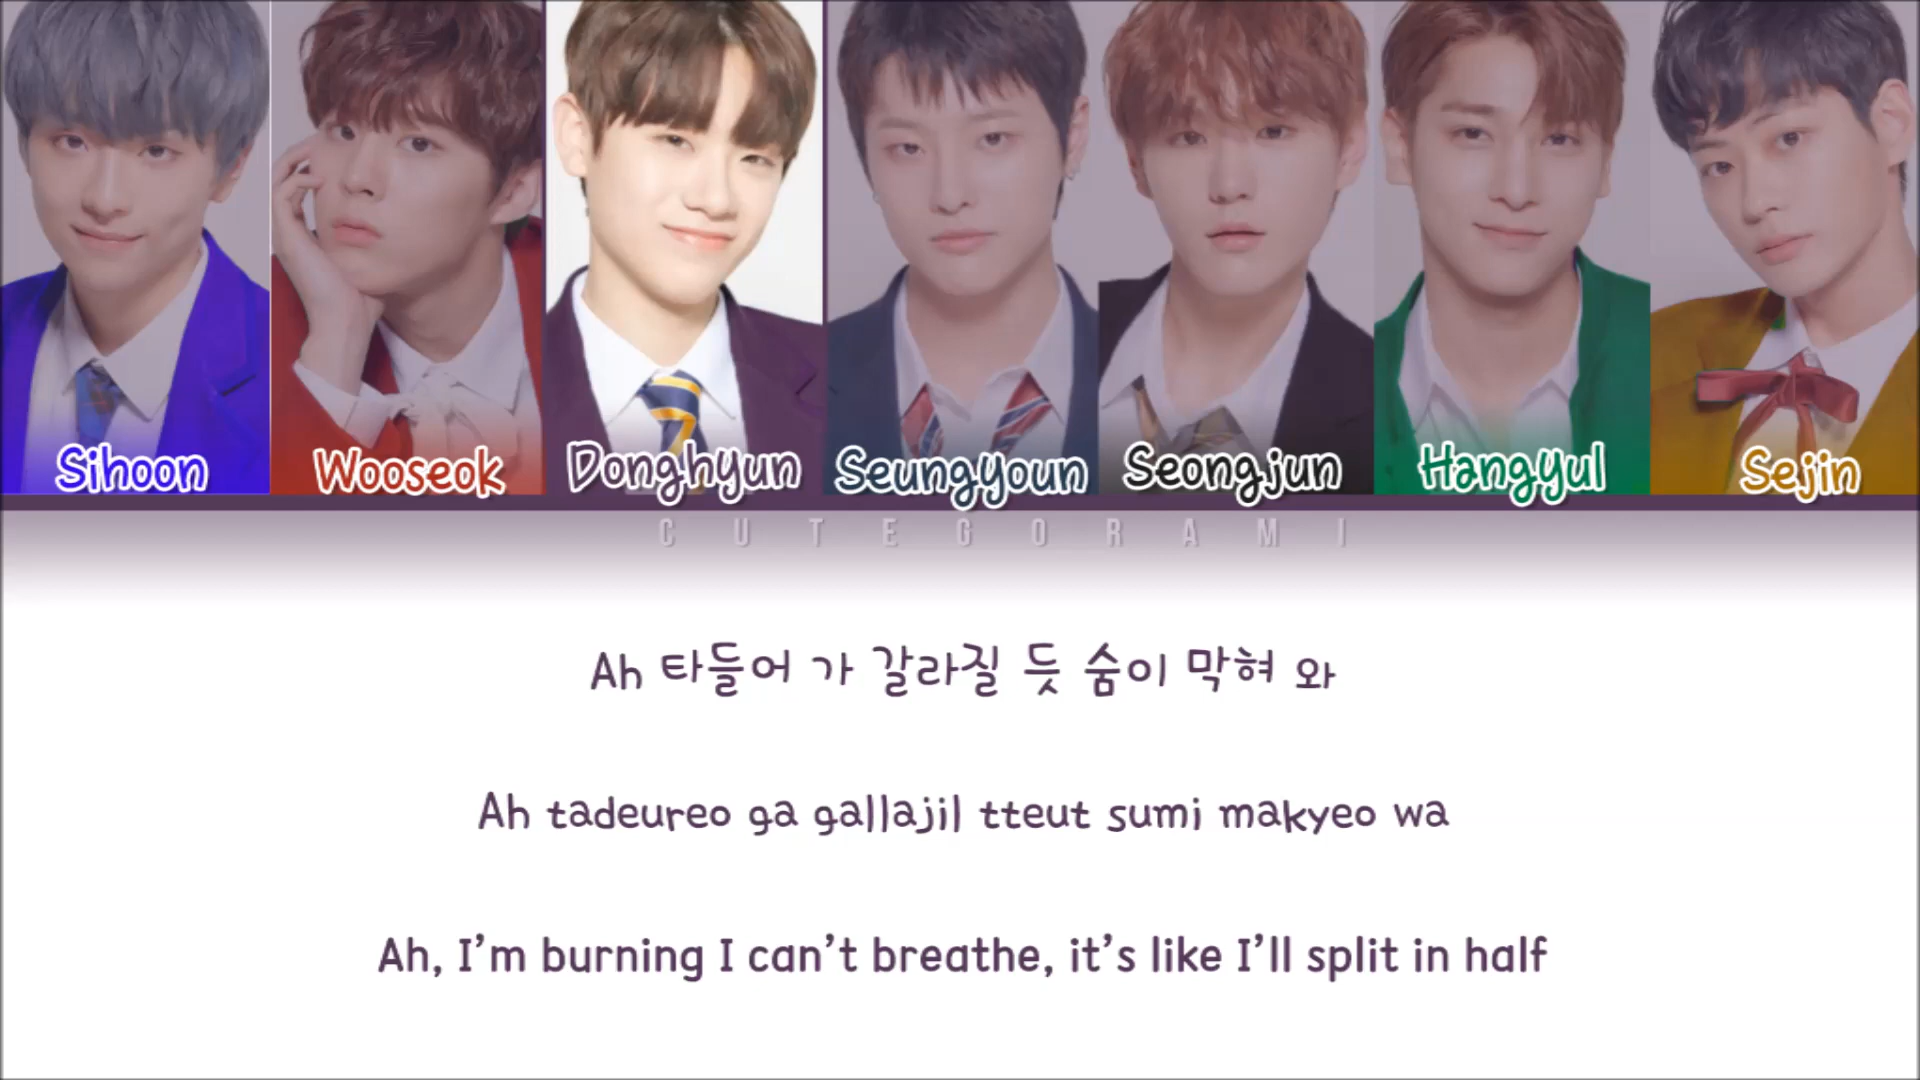 Sihoon Wooseok Donghyun Seungyoun Seongjun Hangyul Sejin
CUTEGORAMI
Ah 타들어 가 갈라질 듯 숨이 막혀 와
Ah tadeureo ga gallajil tteut sumi makyeo wa
Ah, I’m burning I can’t breathe, it’s like I’ll split in half